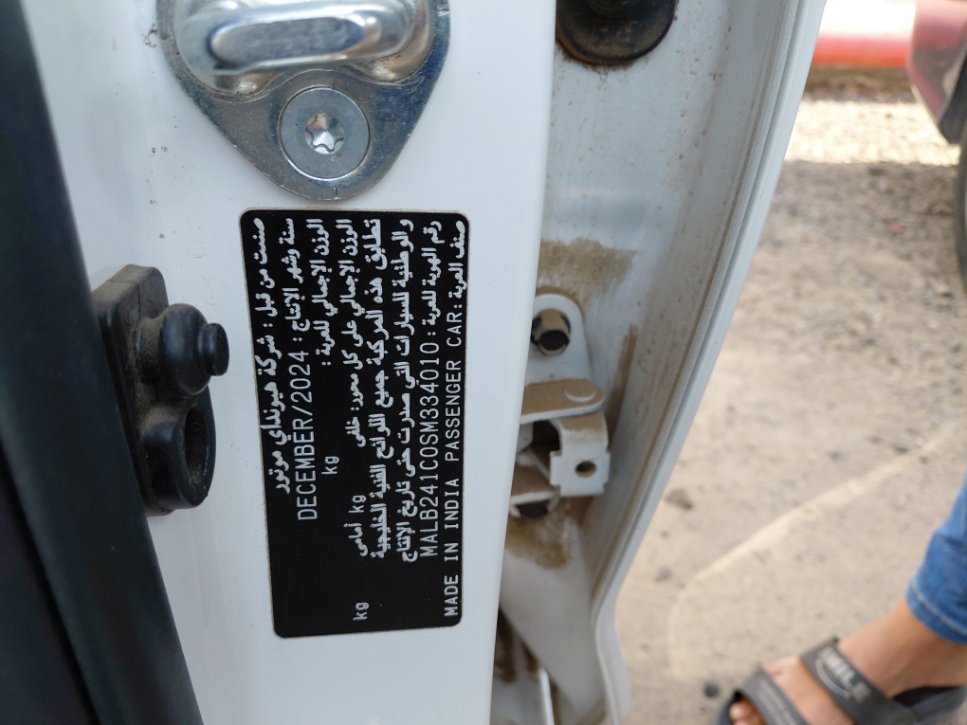 صنعت من قبل : شركة هيونداي موتور
سنة وشهر الإنتاج : DECEMBER/2024
الوزن الإجمالي للعربة : kg
الوزن الإجمالي على كل محور: خلفي kg أمامي kg
تطابق هذه المركبة جميع اللوائح الفنية الخليجية
والوطنية للسيارات التي صدرت حتى تاريخ الإنتاج
رقم الهوية للعربة : MALB241C0SM334010
صنف العربة: PASSENGER CAR MADE IN INDIA